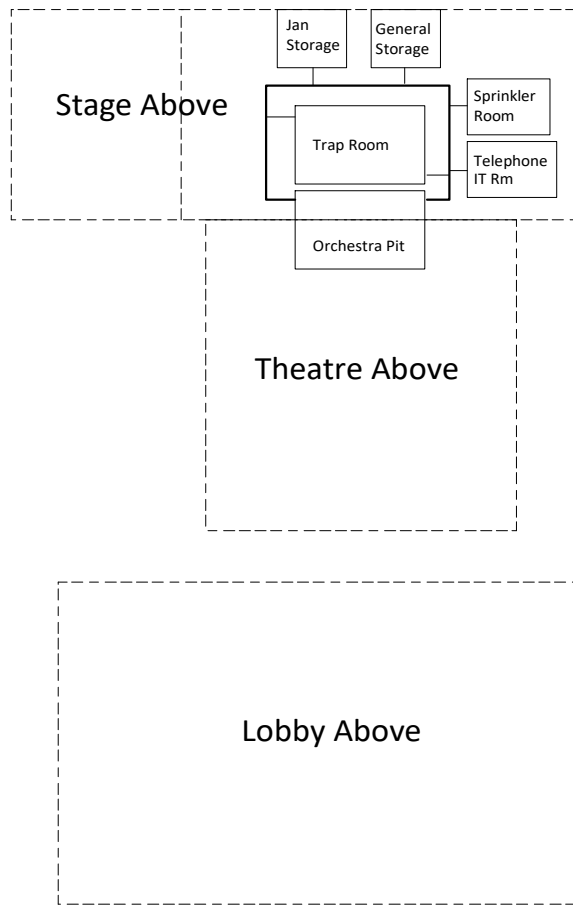 Jan
Storage
General
Storage
Stage Above
Sprinkler
Room
Trap Room
Telephone
IT Rm
Orchestra Pit
Theatre Above
Lobby Above